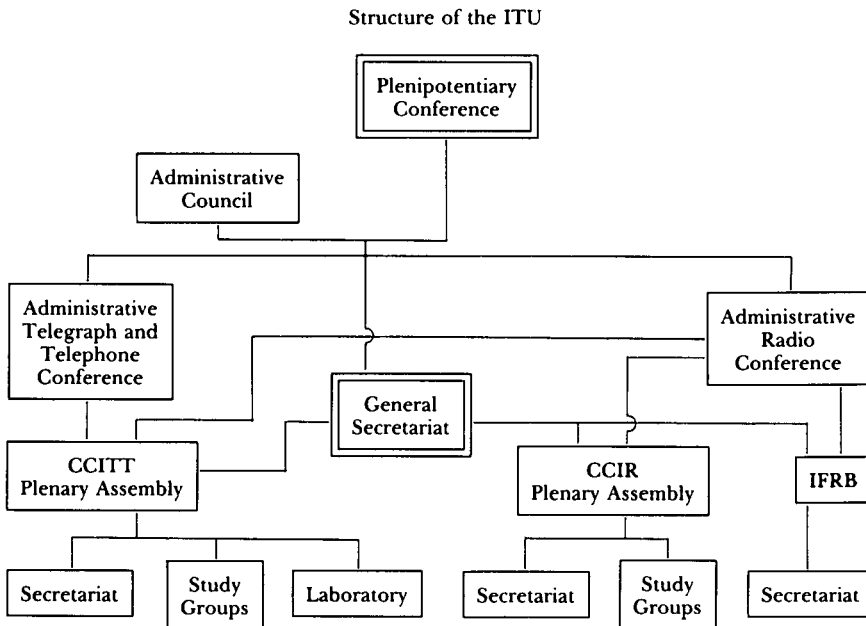 Structure of the ITU
Plenipotentiary
Conference
Administrative
Council
Administrative
Telegraph and
Telephone
Conference
Administrative
Radio
Conference
General
Secretariat
CCITT
Plenary Assembly
CCIR
Plenary Assembly
IFRB
Secretariat
Study
Groups
Laboratory
Secretariat
Study
Groups
Secretariat